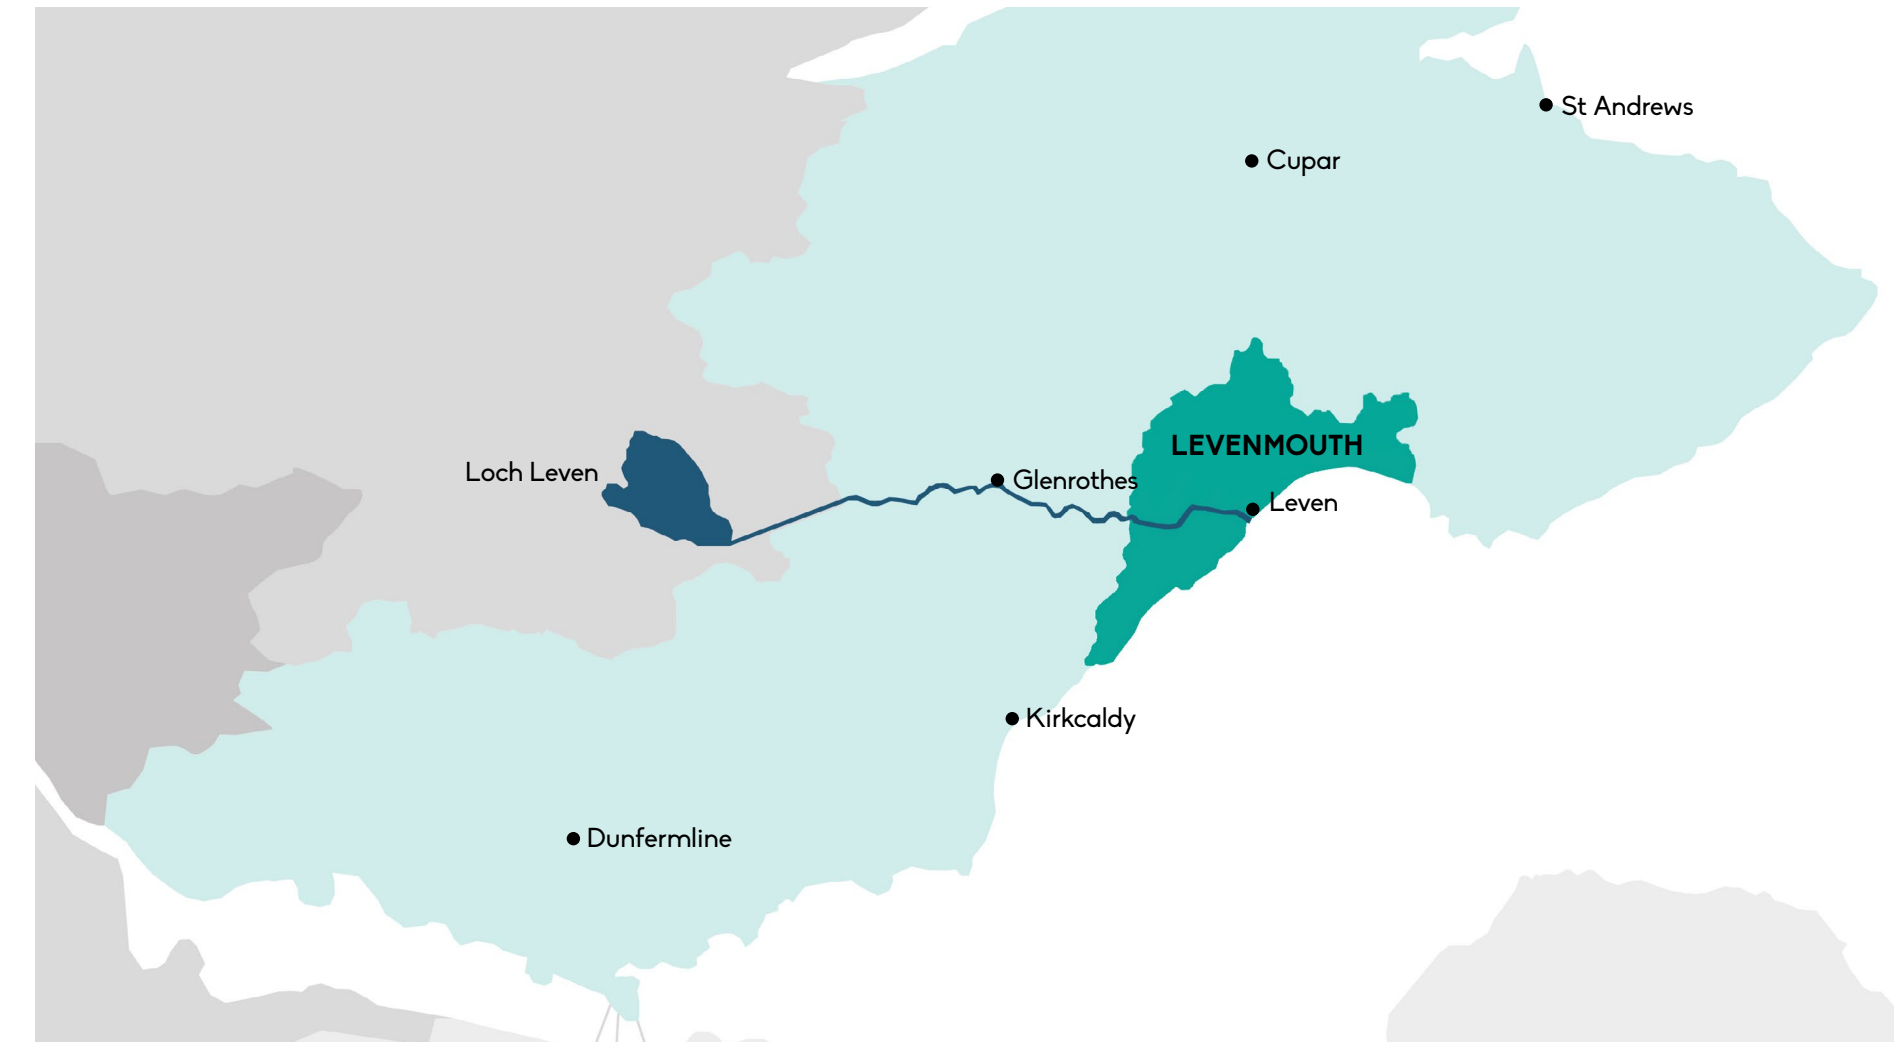 St Andrews
Cupar
LEVENMOUTH
Loch Leven
Glenrothes
Leven
Kirkcaldy
Dunfermline